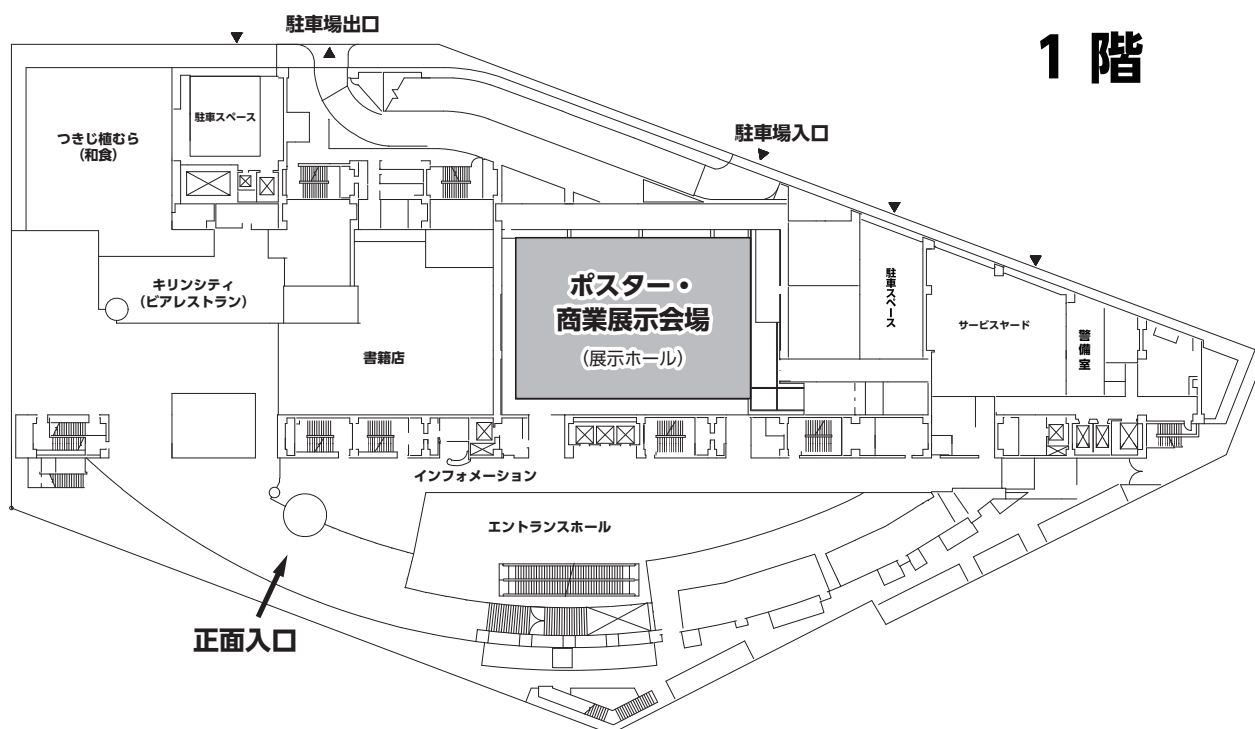 1 階
駐車場出口
駐車スペース
つきじ植むら
(和食)
駐車場入口
キリンシティ
(ビアレストラン)
ポスター・
商業展示会場
(展示ホール)
駐車スペース
サービスヤード
警備室
書籍店
インフォメーション
エントランスホール
正面入口